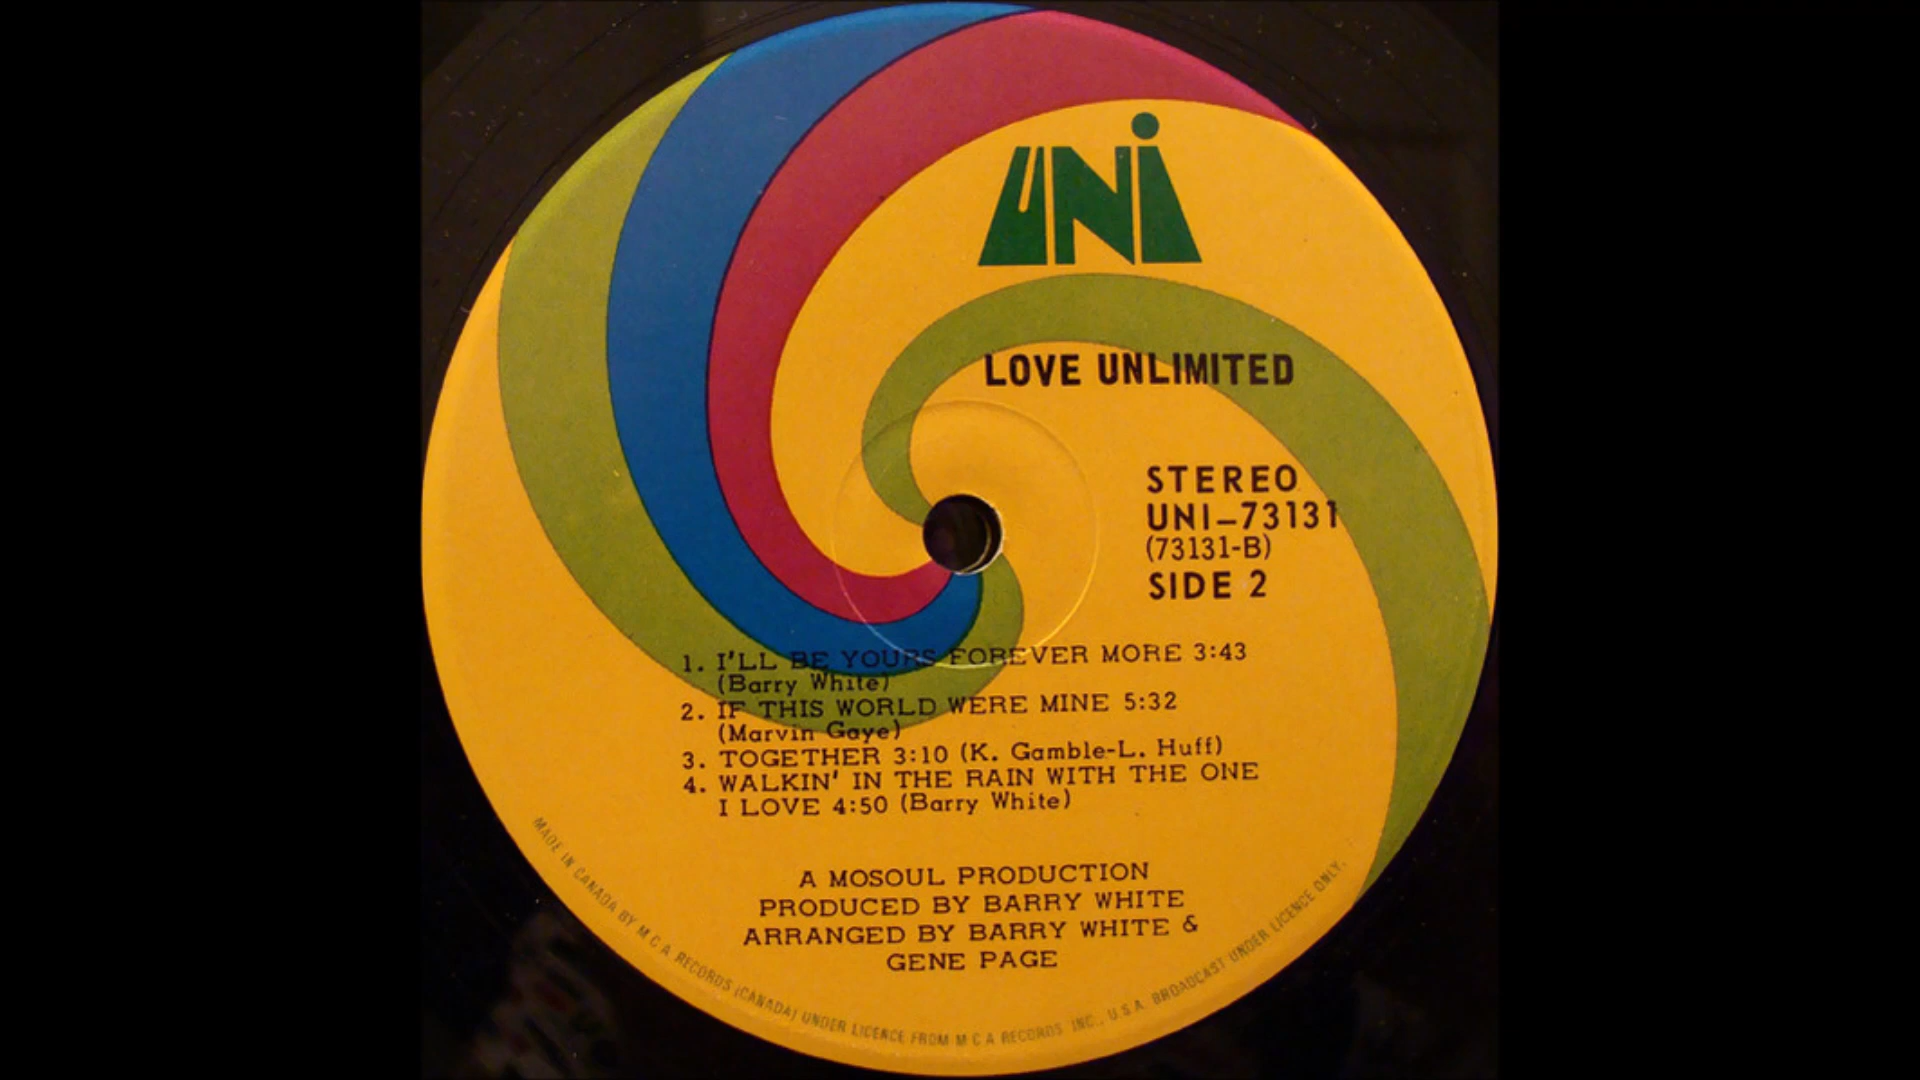 UNi
LOVE UNLIMITED
STEREO
UNI–73131
(73131-B)
SIDE 2
1. I'LL BE YOURS FOREVER MORE 3:43
(Barry White)
2. IF THIS WORLD WERE MINE 5:32
(Marvin Gaye)
3. TOGETHER 3:10 (K. Gamble-L. Huff)
4. WALKIN' IN THE RAIN WITH THE ONE
I LOVE 4:50 (Barry White)
A MOSOUL PRODUCTION
PRODUCED BY BARRY WHITE
ARRANGED BY BARRY WHITE &
GENE PAGE
MADE IN CANADA BY M C A RECORDS (CANADA) UNDER LICENCE FROM M C A RECORDS INC., U.S.A. BROADCAST UNDER LICENCE ONLY.